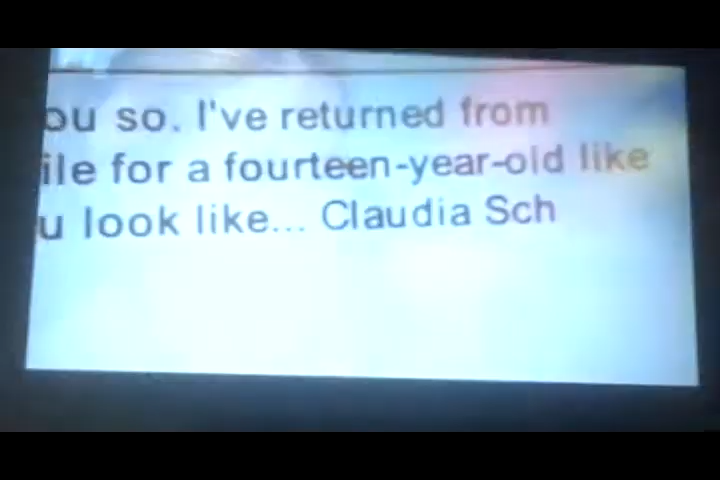 ou so. I've returned from
ile for a fourteen-year-old like
u look like... Claudia Sch